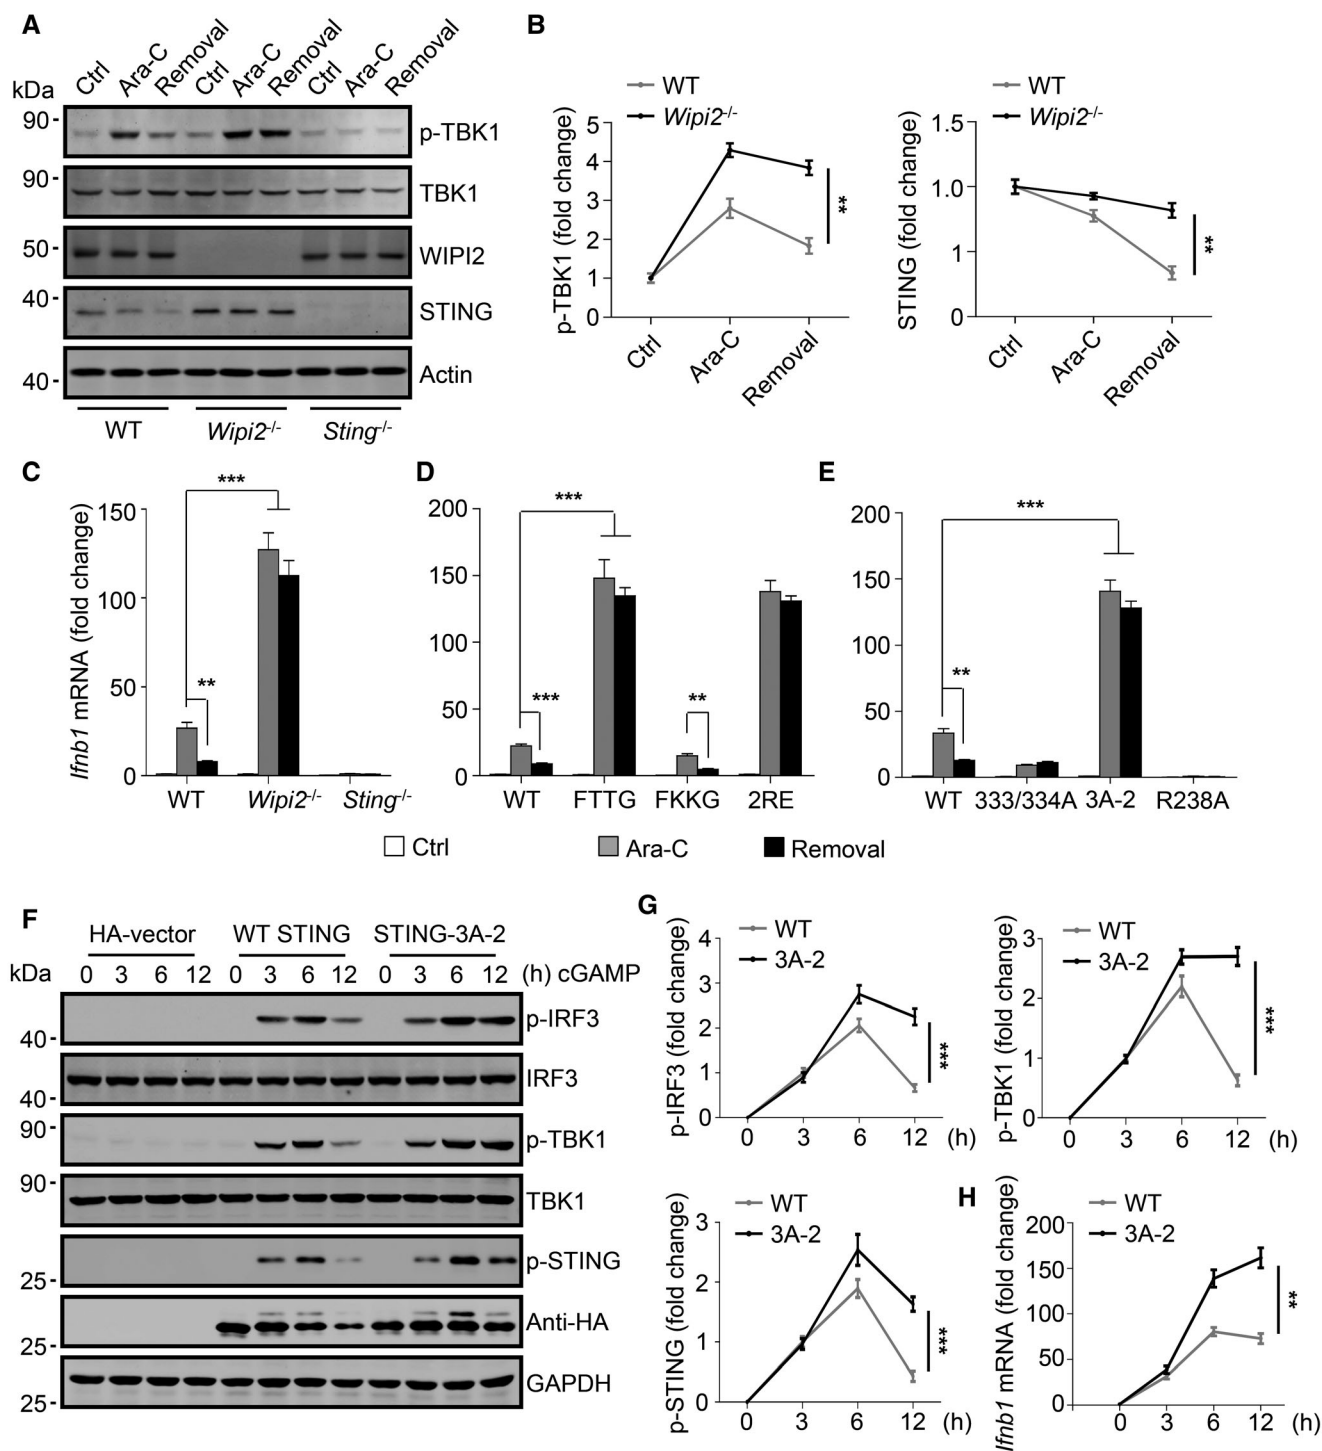 A
kDa
Ctrl
Ara-C
Removal
Ctrl
Ara-C
Removal
Ctrl
Ara-C
Removal
90
p-TBK1
90
TBK1
50
WIPI2
40
STING
40
Actin
WT
Wipi2-/-
Sting-/-
B
WT
Wipi2-/-
p-TBK1 (fold change)
5
4
3
2
1
0
**
Ctrl
Ara-C
Removal
WT
Wipi2-/-
STING (fold change)
1.5
1.0
1
0
**
Ctrl
Ara-C
Removal
C
Ifnb1 mRNA (fold change)
150
100
50
0
***
**
WT
Wipi2-/-
Sting-/-
D
200
150
100
50
0
***
***
**
WT
FTTG
FKKG
2RE
E
200
150
100
50
0
***
**
WT
333/334A
3A-2
R238A
Ctrl
Ara-C
Removal
F
HA-vector
WT STING
STING-3A-2
kDa
0 3 6 12 0 3 6 12 0 3 6 12 (h) cGAMP
p-IRF3
40
IRF3
40
90
p-TBK1
90
TBK1
p-STING
25
Anti-HA
25
GAPDH
25
G
WT
3A-2
p-IRF3 (fold change)
4
3
2
1
0
***
0 3 6 12 (h)
WT
3A-2
p-TBK1 (fold change)
3
2
1
0
***
0 3 6 12 (h)
WT
3A-2
p-STING (fold change)
3
2
1
0
***
0 3 6 12 (h)
H
WT
3A-2
Ifnb1 mRNA (fold change)
200
150
100
50
0
**
0 3 6 12 (h)